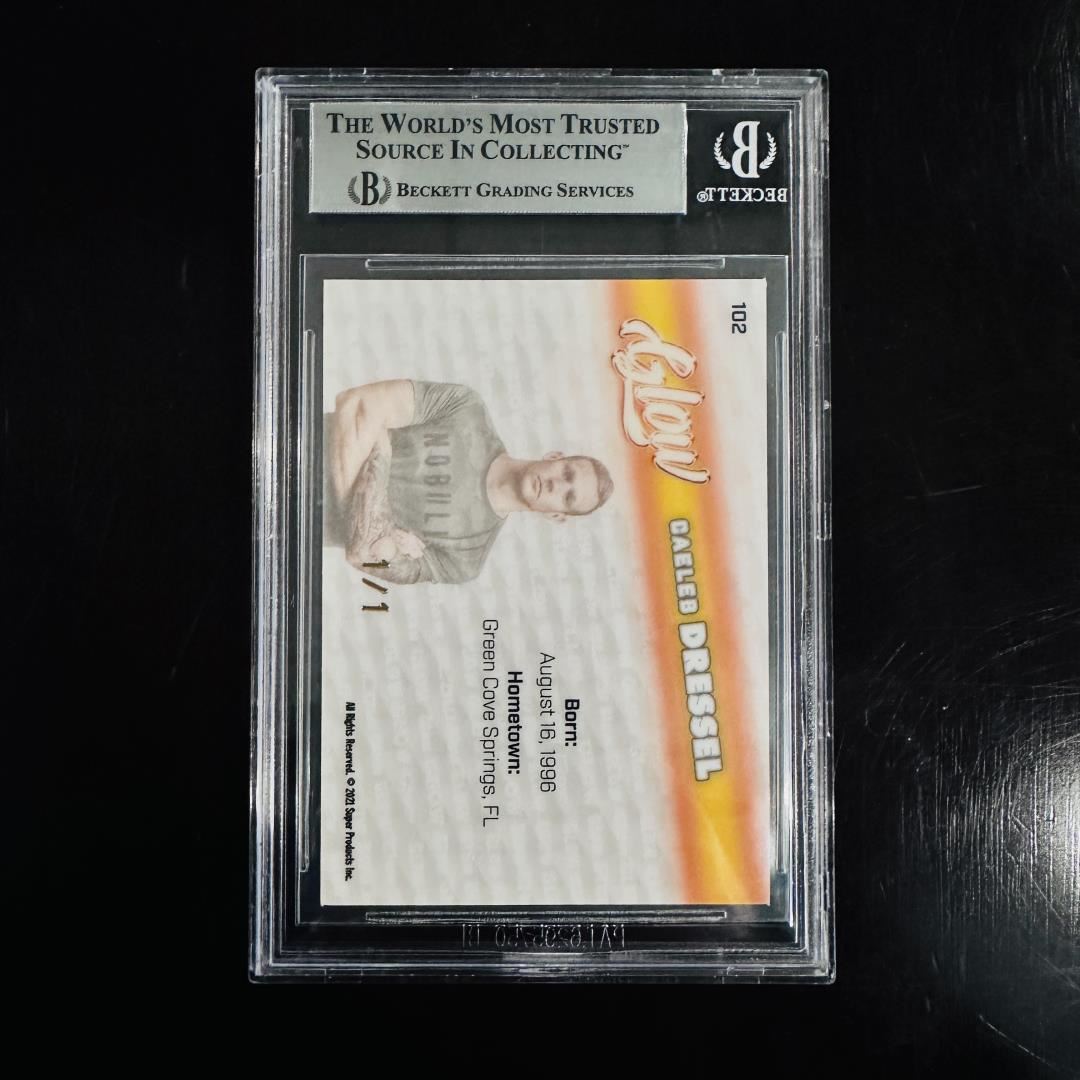 THE WORLD'S MOST TRUSTED
SOURCE IN COLLECTING™
B BECKETT GRADING SERVICES
B
BECKETT®
102
Glow
CAELEB DRESSEL
NOBULL
Born:
August 16, 1996
Hometown:
Green Cove Springs, FL
1/1
All Rights Reserved. © 2021 Super Products Inc.